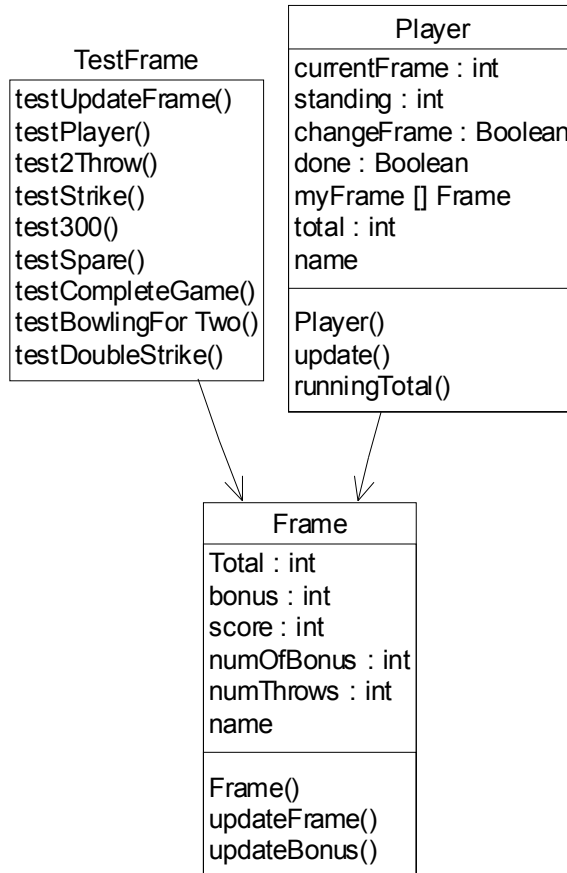 TestFrame
testUpdateFrame()
testPlayer()
test2Throw()
testStrike()
test300()
testSpare()
testCompleteGame()
testBowlingFor Two()
testDoubleStrike()
Player
currentFrame : int
standing : int
changeFrame : Boolean
done : Boolean
myFrame [] Frame
total : int
name
Player()
update()
runningTotal()
Frame
Total : int
bonus : int
score : int
numOfBonus : int
numThrows : int
name
Frame()
updateFrame()
updateBonus()